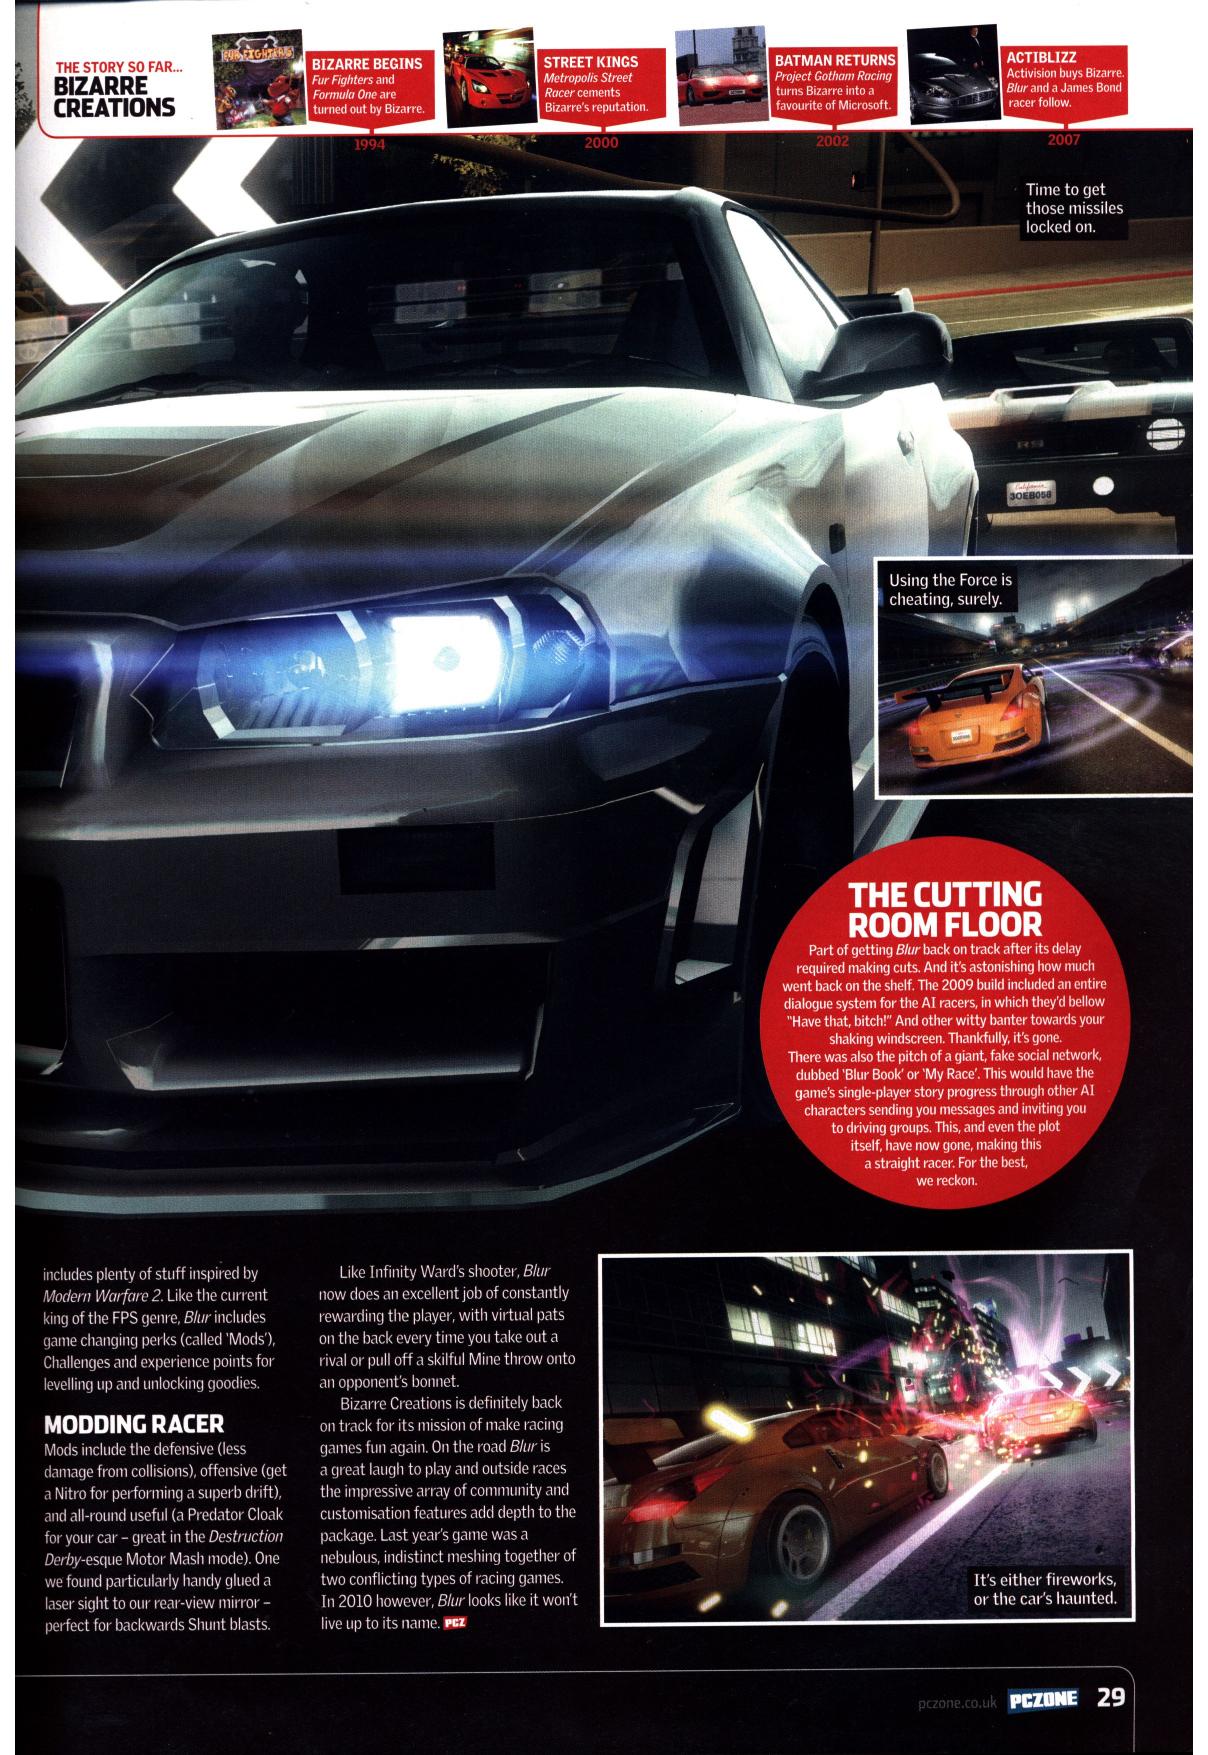 THE STORY SO FAR...
BIZARRE
CREATIONS
BIZARRE BEGINS
Fur Fighters and
Formula One are
turned out by Bizarre.
1994
STREET KINGS
Metropolis Street
Racer cements
Bizarre's reputation.
2000
BATMAN RETURNS
Project Gotham Racing
turns Bizarre into a
favourite of Microsoft.
2002
ACTIBLIZZ
Activision buys Bizarre.
Blur and a James Bond
racer follow.
2007
FUR FIGHTERS
Time to get
those missiles
locked on.
RS
California
3OEB058
Using the Force is
cheating, surely.
THE CUTTING
ROOM FLOOR
Part of getting Blur back on track after its delay
required making cuts. And it's astonishing how much
went back on the shelf. The 2009 build included an entire
dialogue system for the AI racers, in which they'd bellow
"Have that, bitch!" And other witty banter towards your
shaking windscreen. Thankfully, it's gone.
There was also the pitch of a giant, fake social network,
dubbed 'Blur Book' or 'My Race'. This would have the
game's single-player story progress through other AI
characters sending you messages and inviting you
to driving groups. This, and even the plot
itself, have now gone, making this
a straight racer. For the best,
we reckon.
includes plenty of stuff inspired by
Modern Warfare 2. Like the current
king of the FPS genre, Blur includes
game changing perks (called 'Mods'),
Challenges and experience points for
levelling up and unlocking goodies.
MODDING RACER
Mods include the defensive (less
damage from collisions), offensive (get
a Nitro for performing a superb drift),
and all-round useful (a Predator Cloak
for your car – great in the Destruction
Derby-esque Motor Mash mode). One
we found particularly handy glued a
laser sight to our rear-view mirror –
perfect for backwards Shunt blasts.
Like Infinity Ward's shooter, Blur
now does an excellent job of constantly
rewarding the player, with virtual pats
on the back every time you take out a
rival or pull off a skilful Mine throw onto
an opponent's bonnet.
Bizarre Creations is definitely back
on track for its mission of make racing
games fun again. On the road Blur is
a great laugh to play and outside races
the impressive array of community and
customisation features add depth to the
package. Last year's game was a
nebulous, indistinct meshing together of
two conflicting types of racing games.
In 2010 however, Blur looks like it won't
live up to its name. PCZ
It's either fireworks,
or the car's haunted.
pczone.co.uk PCZONE 29